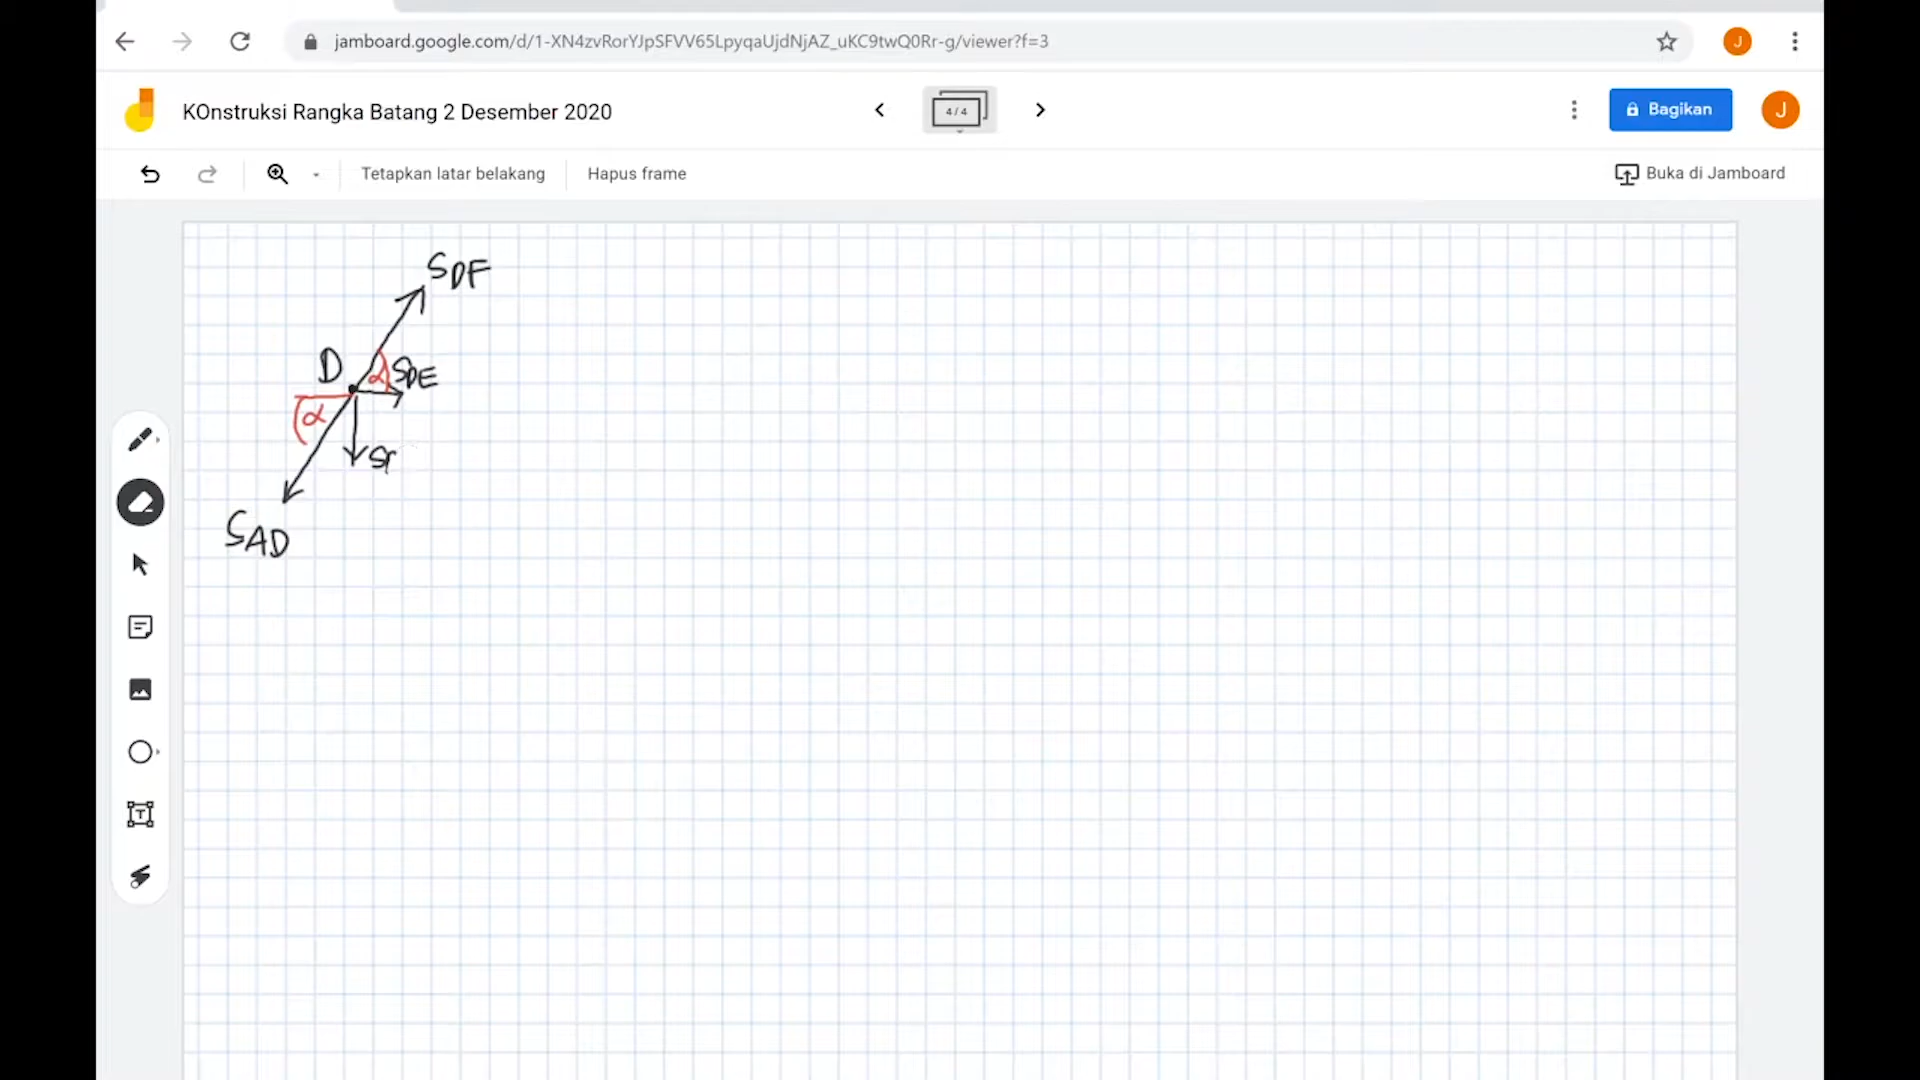 jamboard.google.com/d/1-XN4zvRorYJpSFVV65LpyqaUjdNjAZ_uKC9twQ0Rr-g/viewer?f=3
J
KOnstruksi Rangka Batang 2 Desember 2020
4 / 4
Bagikan
J
Tetapkan latar belakang
Hapus frame
Buka di Jamboard
SDF
D
α
SDE
α
SAD